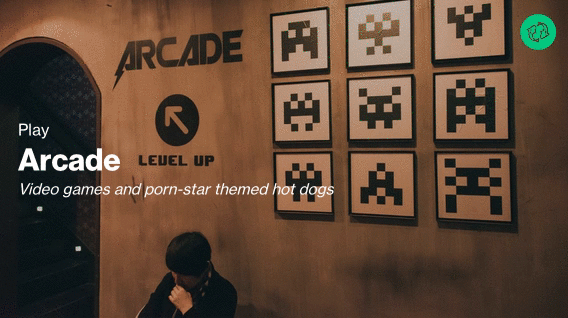 ARCADE
LEVEL UP
Play
Arcade
Video games and porn-star themed hot dogs